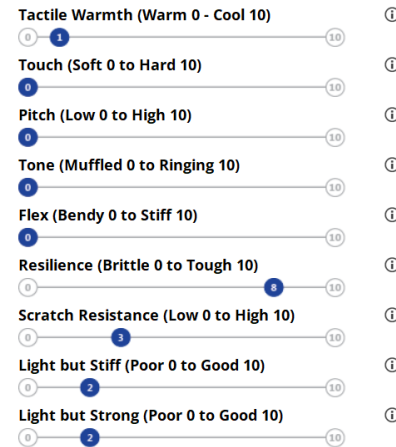 Tactile Warmth (Warm 0 - Cool 10)
0 1 10
Touch (Soft 0 to Hard 10)
0 10
Pitch (Low 0 to High 10)
0 10
Tone (Muffled 0 to Ringing 10)
0 10
Flex (Bendy 0 to Stiff 10)
0 10
Resilience (Brittle 0 to Tough 10)
0 8 10
Scratch Resistance (Low 0 to High 10)
0 3 10
Light but Stiff (Poor 0 to Good 10)
0 2 10
Light but Strong (Poor 0 to Good 10)
0 2 10